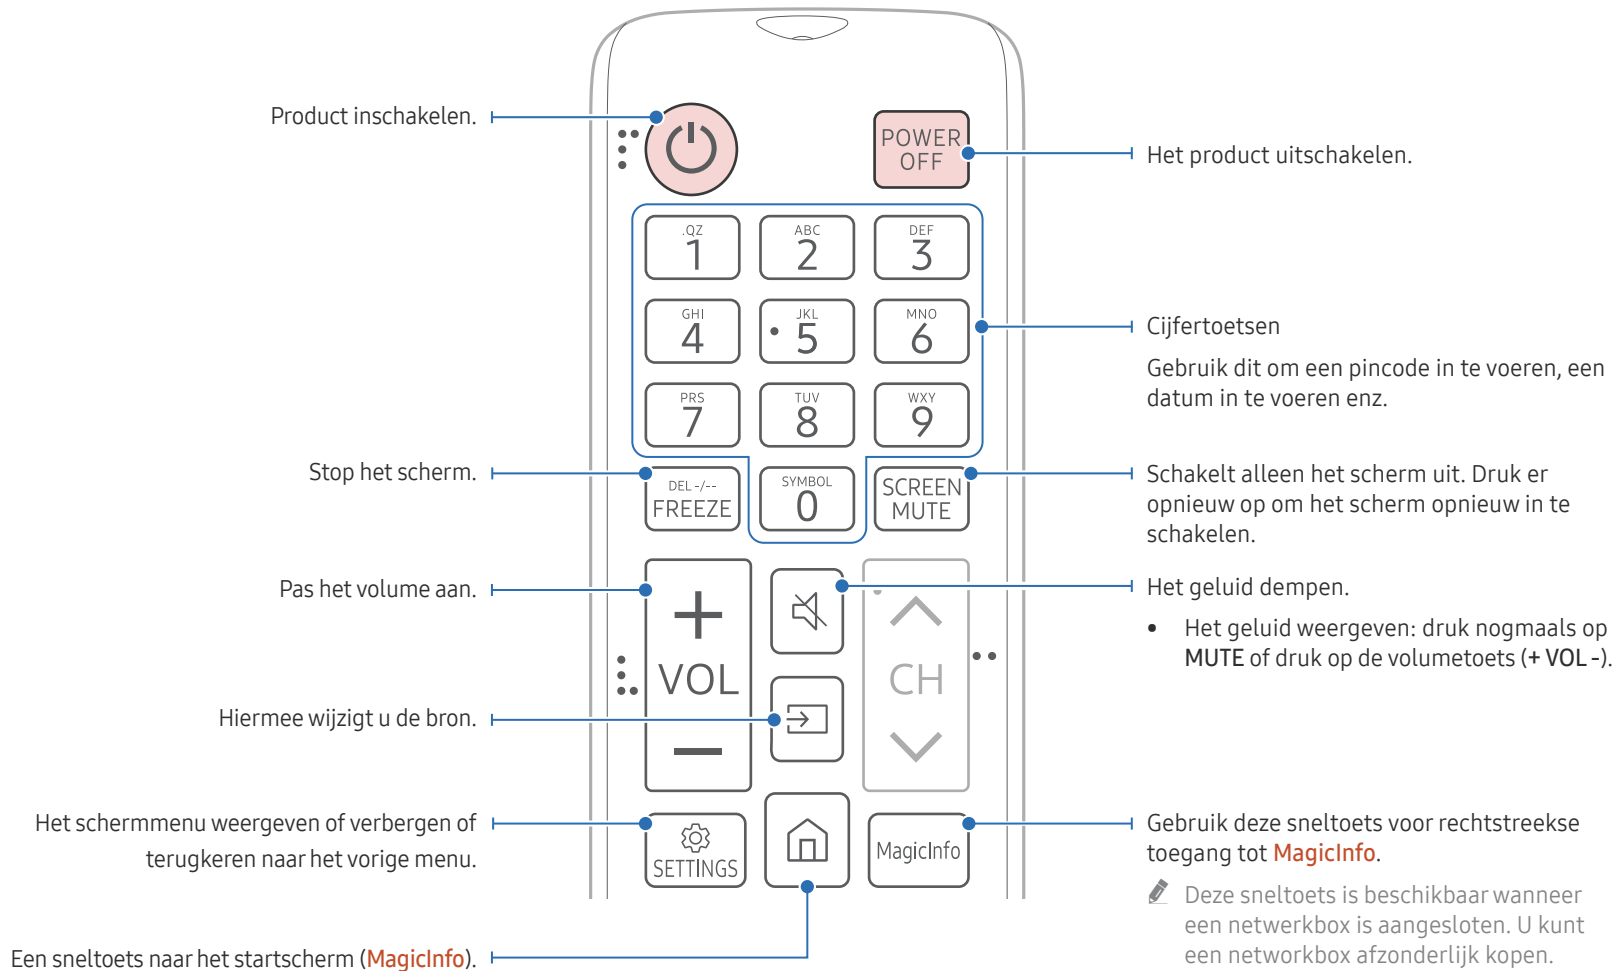 Product inschakelen.
POWER
OFF
Het product uitschakelen.
.QZ
1
ABC
2
DEF
3
GHI
4
JKL
5
MNO
6
Cijfertoetsen
Gebruik dit om een pincode in te voeren, een
datum in te voeren enz.
PRS
7
TUV
8
WXY
9
Stop het scherm.
DEL -/--
FREEZE
SYMBOL
0
SCREEN
MUTE
Schakelt alleen het scherm uit. Druk er
opnieuw op om het scherm opnieuw in te
schakelen.
Pas het volume aan.
+
VOL
−
CH
Het geluid dempen.
• Het geluid weergeven: druk nogmaals op
MUTE of druk op de volumetoets (+ VOL -).
Hiermee wijzigt u de bron.
Het schermmenu weergeven of verbergen of
terugkeren naar het vorige menu.
SETTINGS
MagicInfo
Gebruik deze sneltoets voor rechtstreekse
toegang tot MagicInfo.
Deze sneltoets is beschikbaar wanneer
een netwerkbox is aangesloten. U kunt
een networkbox afzonderlijk kopen.
Een sneltoets naar het startscherm (MagicInfo).